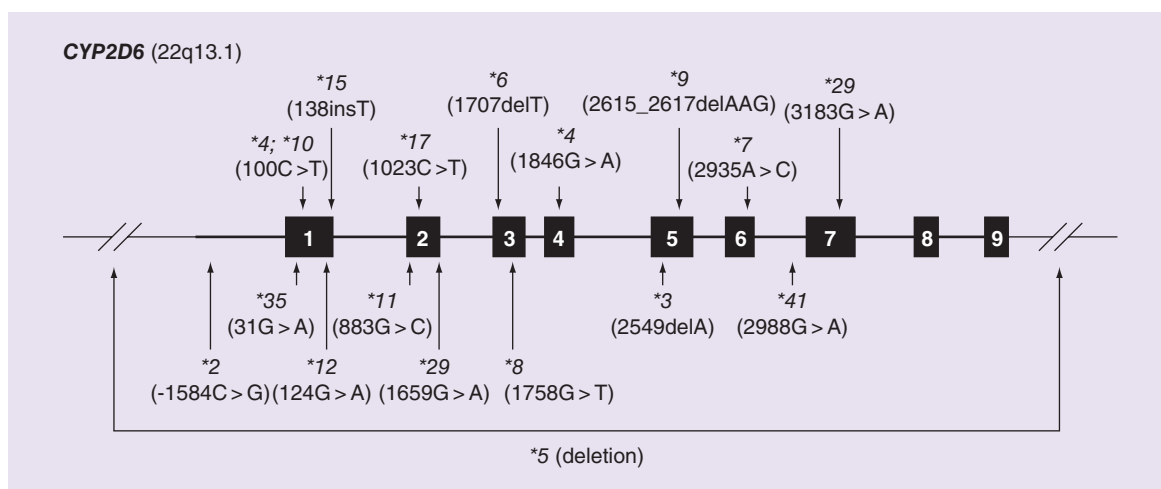 CYP2D6 (22q13.1)
*15
(138insT)
*6
(1707delT)
*9
(2615_2617delAAG)
*29
(3183G > A)
*4; *10
(100C >T)
*17
(1023C >T)
*4
(1846G > A)
*7
(2935A > C)
1 2 3 4 5 6 7 8 9
*35
(31G > A)
*11
(883G > C)
*3
(2549delA)
*41
(2988G > A)
*2
(-1584C > G)
*12
(124G > A)
*29
(1659G > A)
*8
(1758G > T)
*5 (deletion)